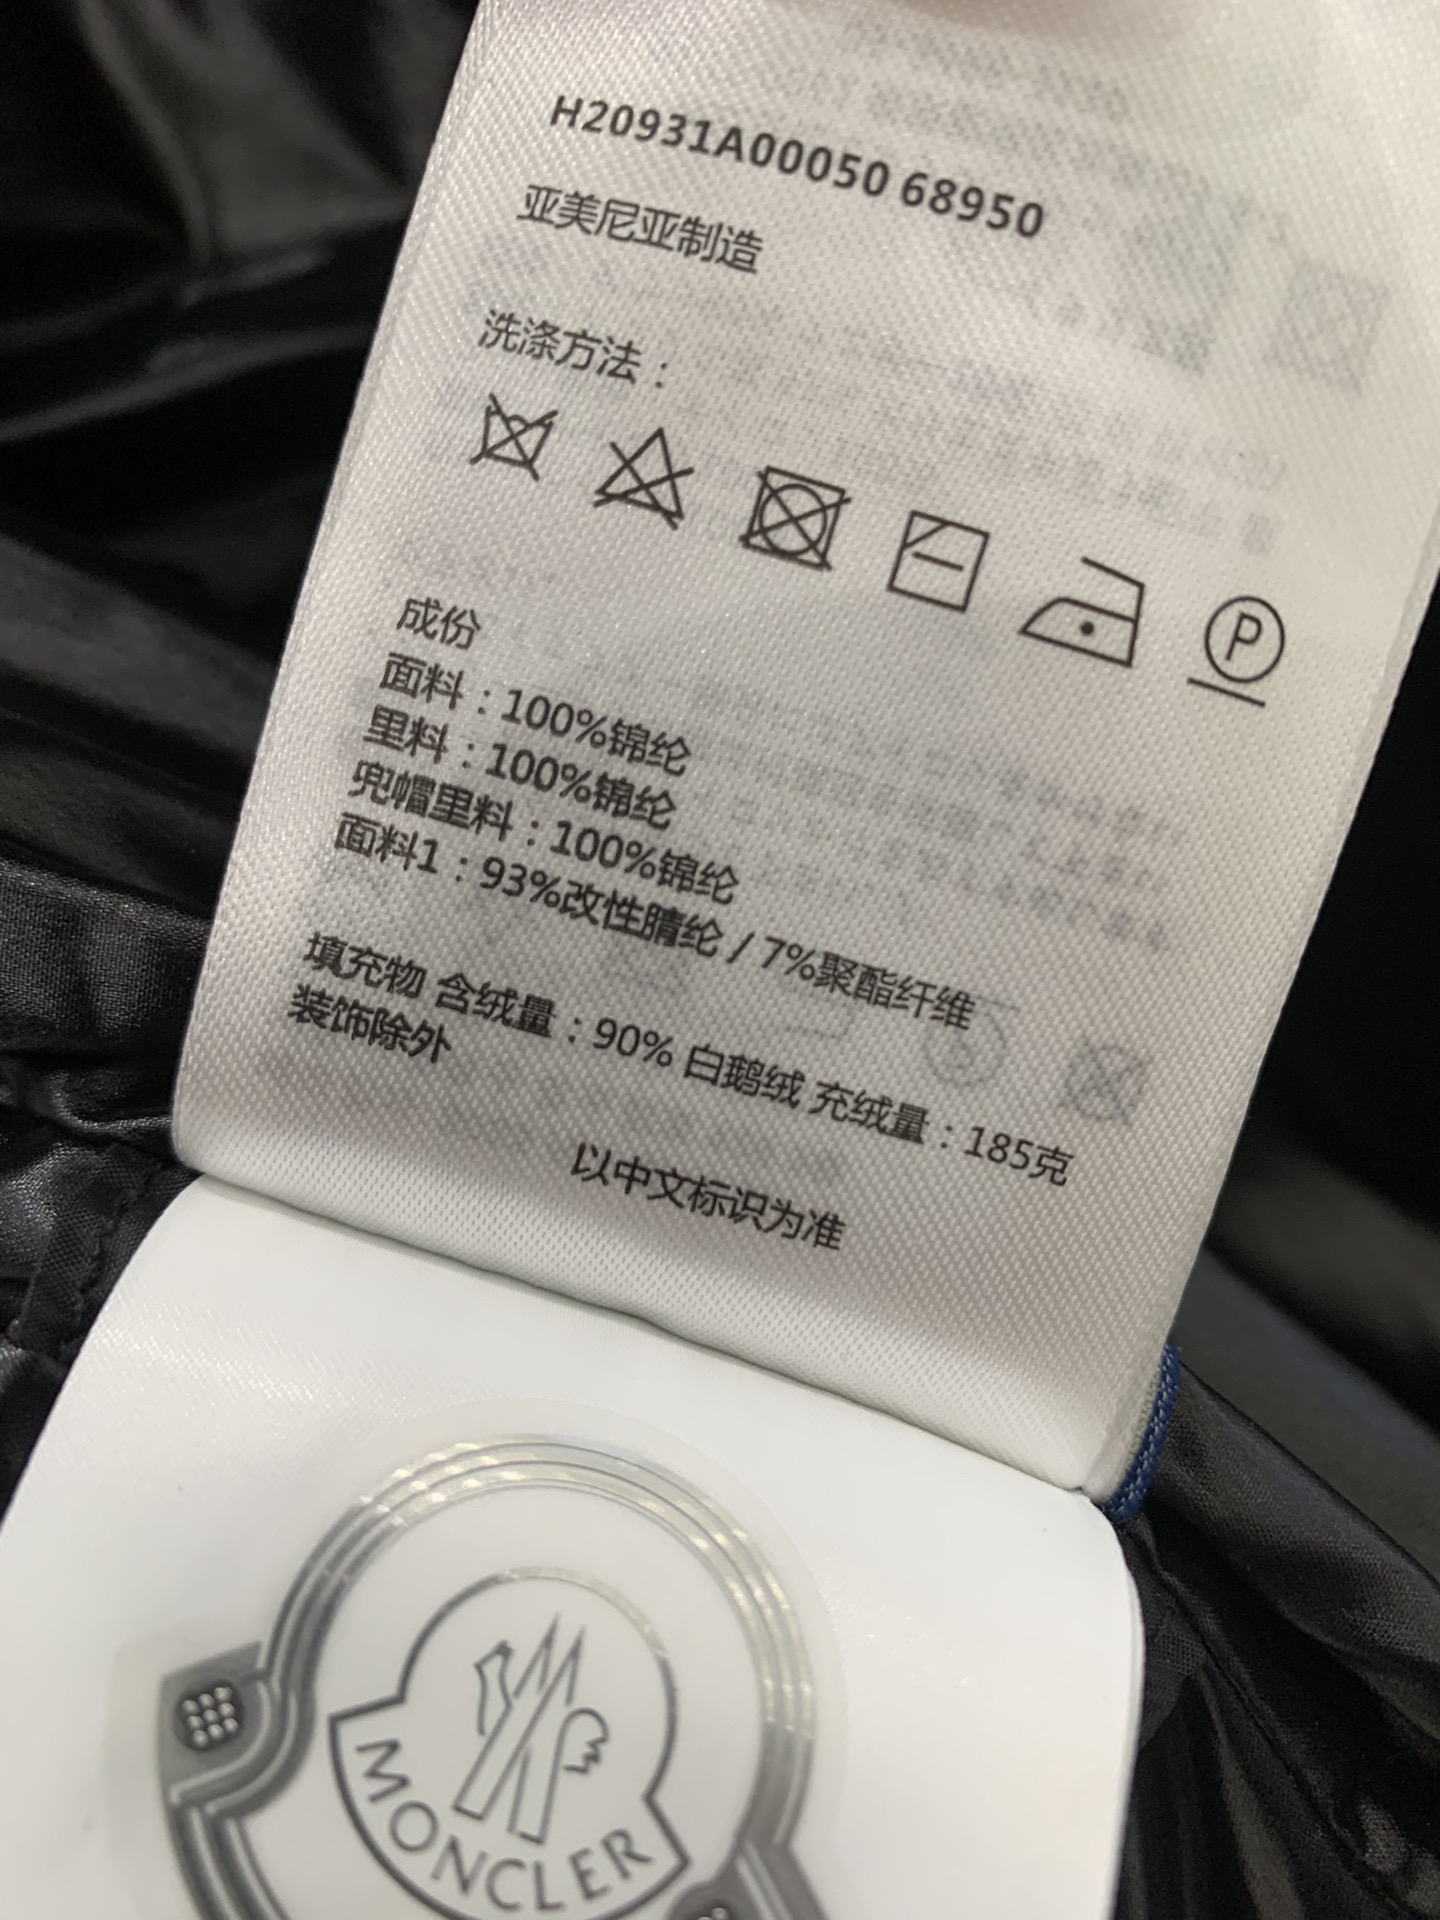 H20931A00050 68950
亚美尼亚制造
洗涤方法：
P
成份
面料：100%锦纶
里料：100%锦纶
兜帽里料：100%锦纶
面料1：93%改性腈纶 / 7%聚酯纤维
填充物 含绒量：90% 白鹅绒 充绒量：185克
装饰除外
以中文标识为准
MONCLER